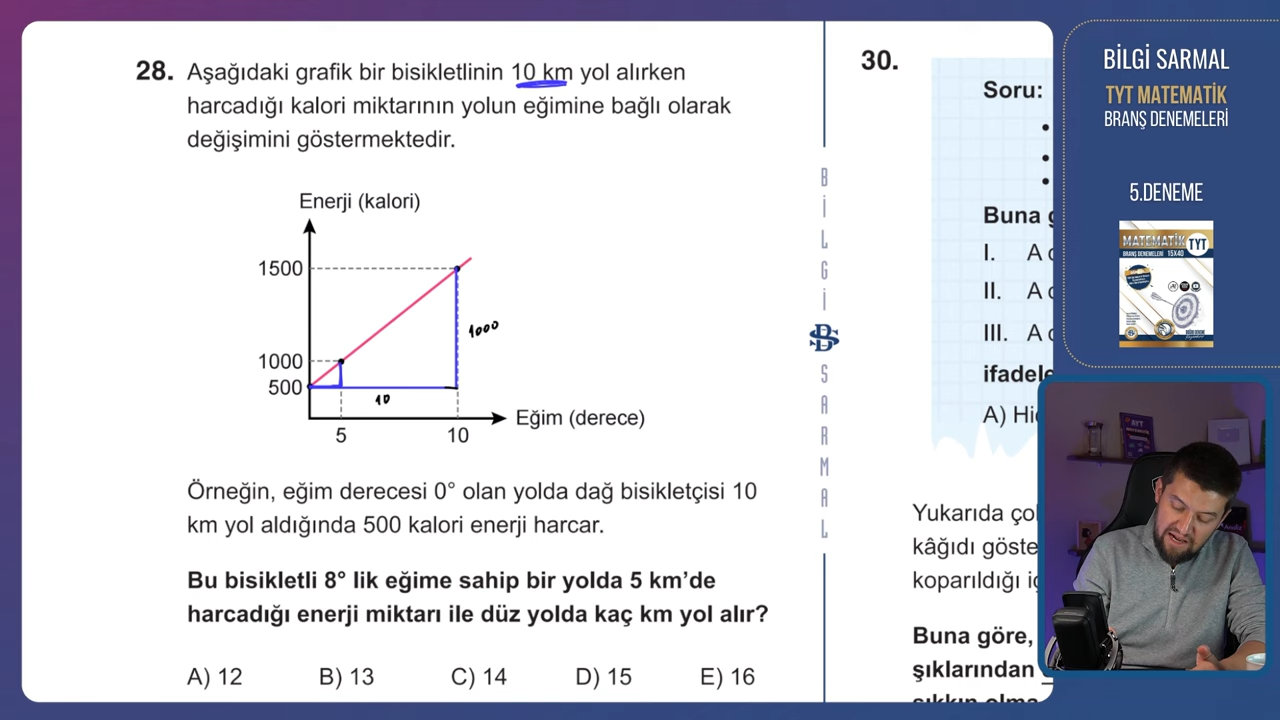 28. Aşağıdaki grafik bir bisikletlinin 10 km yol alırken
harcadığı kalori miktarının yolun eğimine bağlı olarak
değişimini göstermektedir.
Enerji (kalori)
1500
1000
1000
500
10
Eğim (derece)
5
10
Örneğin, eğim derecesi 0° olan yolda dağ bisikletçisi 10
km yol aldığında 500 kalori enerji harcar.
Bu bisikletli 8° lik eğime sahip bir yolda 5 km'de
harcadığı enerji miktarı ile düz yolda kaç km yol alır?
A) 12 B) 13 C) 14 D) 15 E) 16
BİLGİ
SARMAL
30.
Soru:
•
•
•
Buna g
I. A c
II. A c
III. A c
ifadele
A) Hiç
Yukarıda çol
kâğıdı göste
koparıldığı iç
Buna göre,
şıklarından
BİLGİ SARMAL
TYT MATEMATİK
BRANŞ DENEMELERİ
5.DENEME
MATEMATİK TYT
BRANŞ DENEMELERİ 15X40